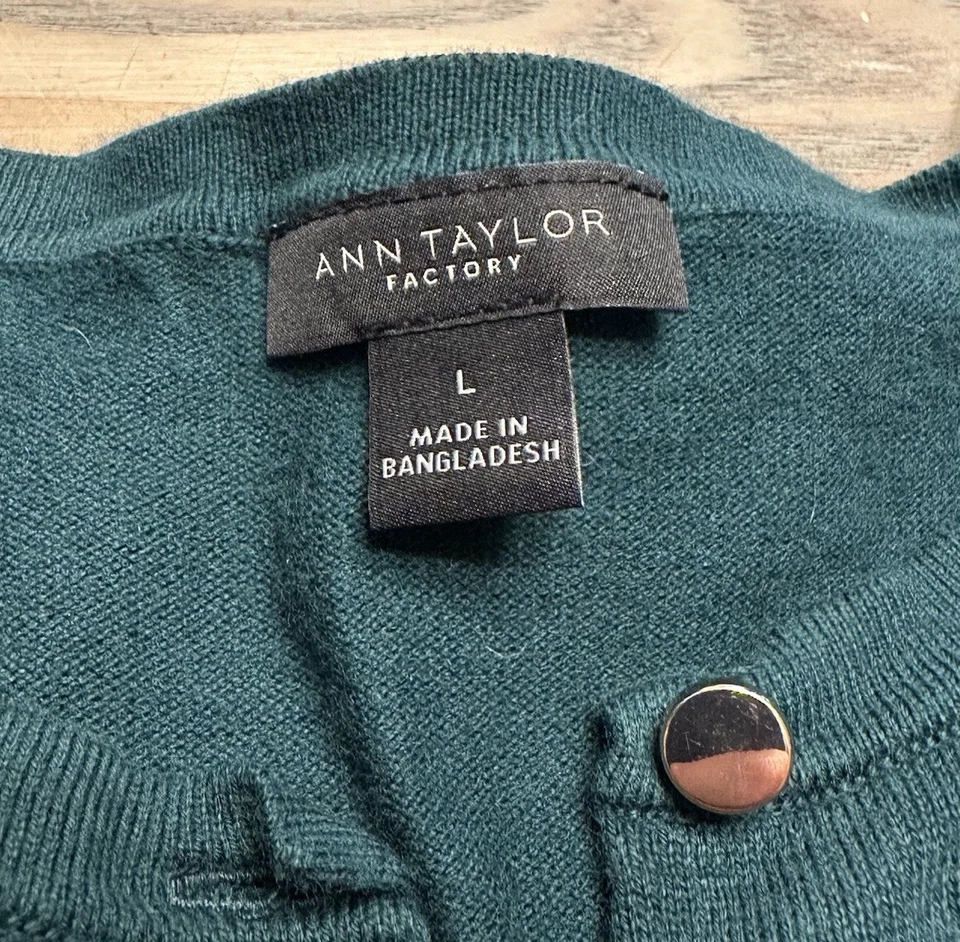 ANN TAYLOR
FACTORY
L
MADE IN
BANGLADESH